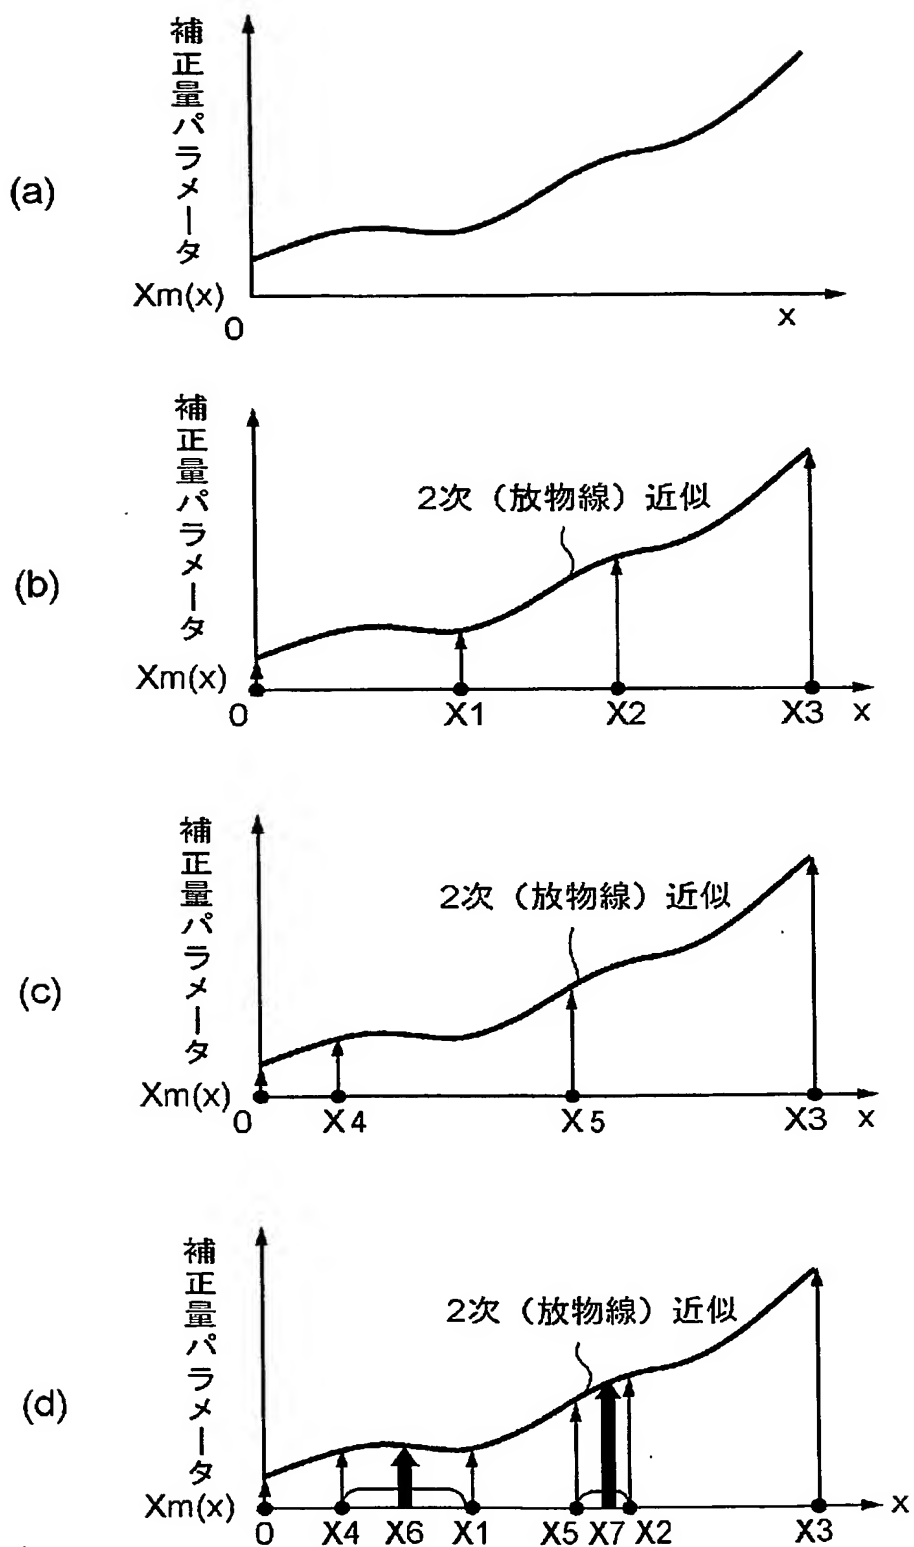 (a)
補正量パラメータ
Xm(x)
0
x
(b)
補正量パラメータ
2次（放物線）近似
Xm(x)
0 X1 X2 X3 x
(c)
補正量パラメータ
2次（放物線）近似
Xm(x)
0 X4 X5 X3 x
(d)
補正量パラメータ
2次（放物線）近似
Xm(x)
0 X4 X6 X1 X5 X7 X2 X3 x